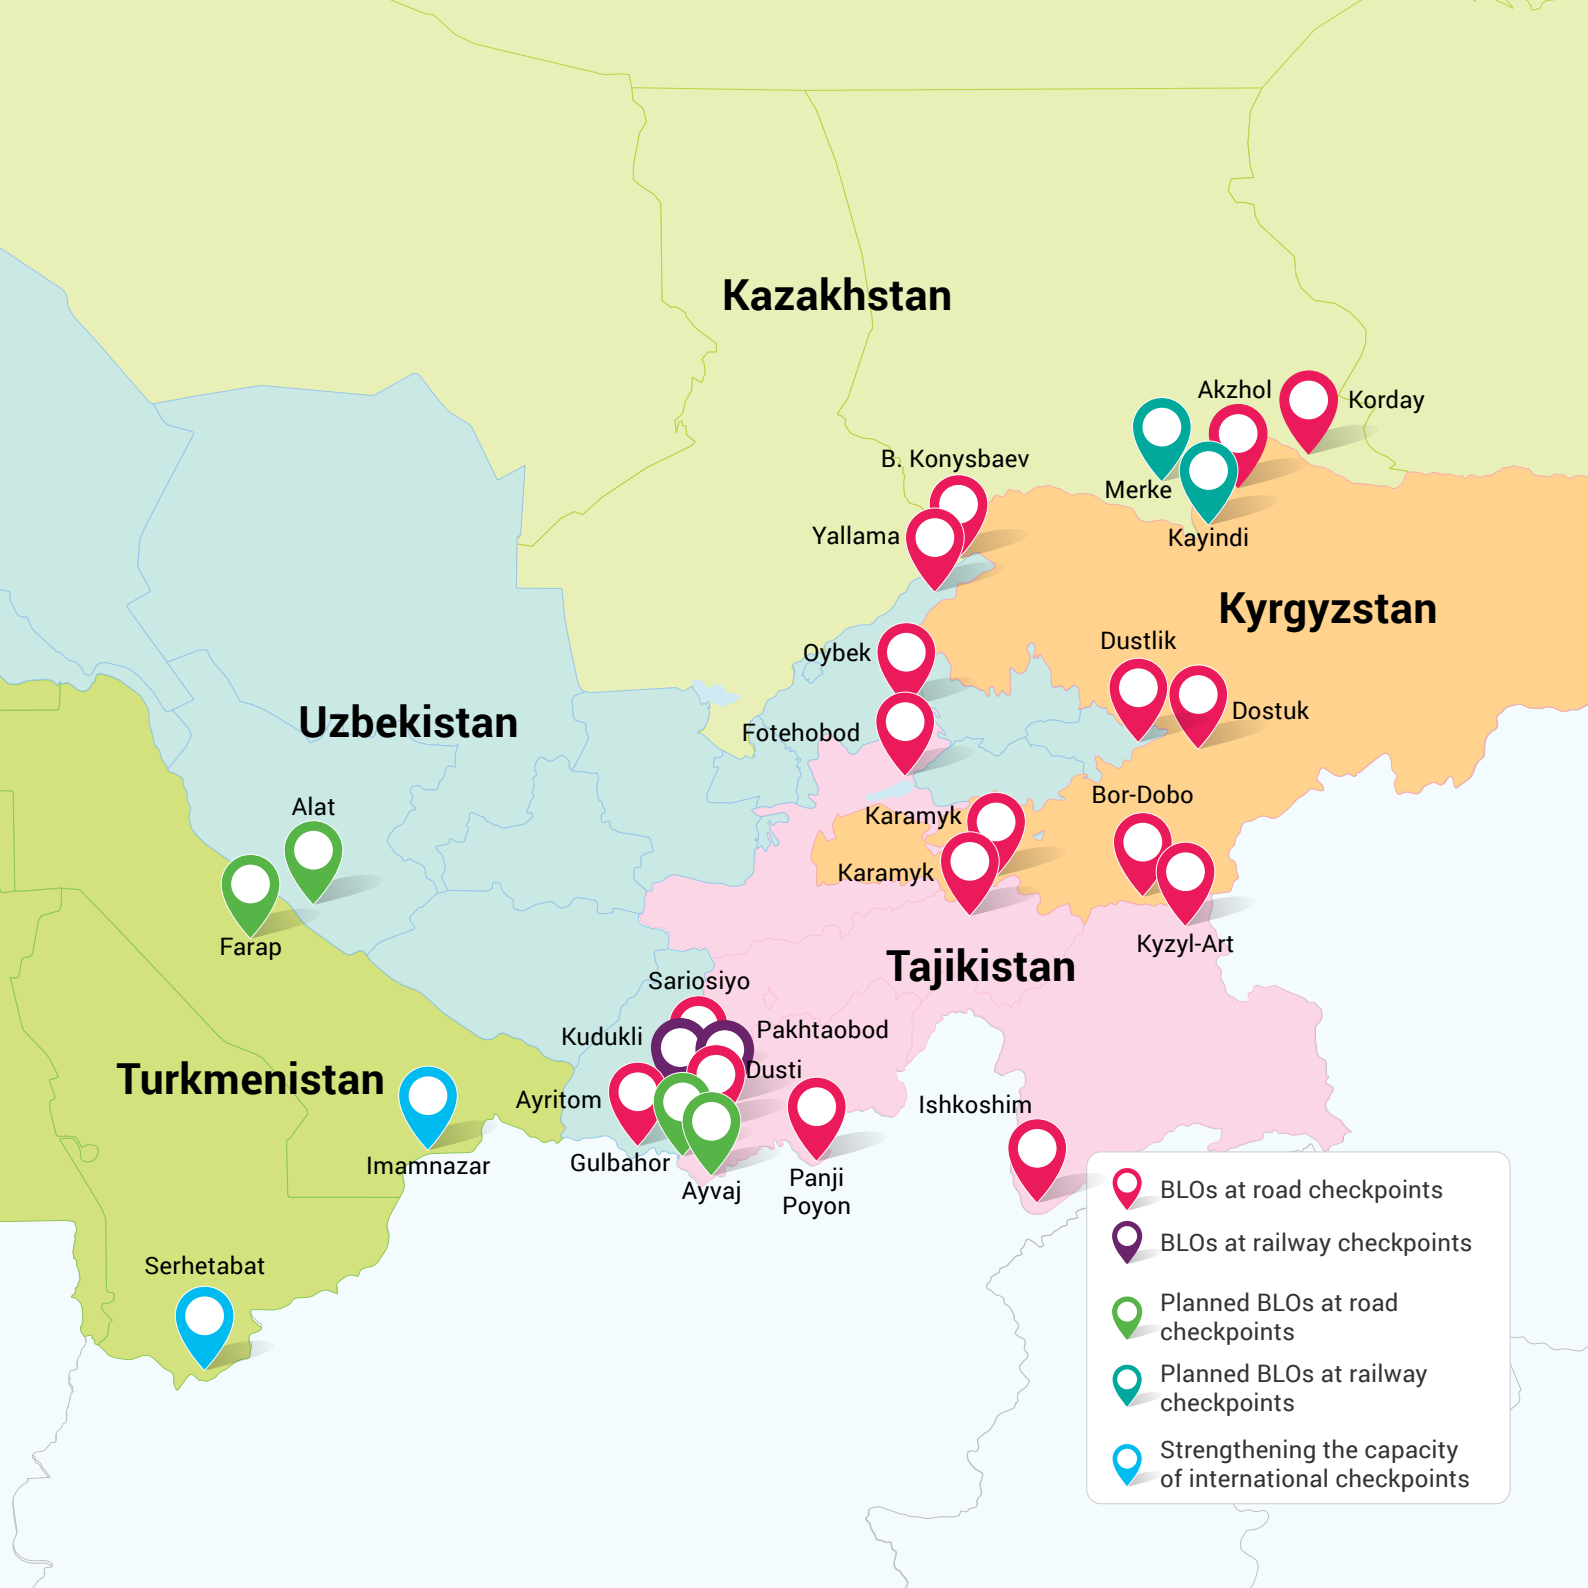 Kazakhstan
Akzhol
Korday
B. Konysbaev
Merke
Yallama
Kayindi
Kyrgyzstan
Dustlik
Oybek
Dostuk
Uzbekistan
Fotehobod
Alat
Bor-Dobo
Karamyk
Karamyk
Farap
Kyzyl-Art
Tajikistan
Sariosiyo
Kudukli
Pakhtaobod
Dusti
Turkmenistan
Ayritom
Ishkoshim
Imamnazar
Gulbahor
Ayvaj
Panji
Poyon
Serhetabat
BLOs at road checkpoints
BLOs at railway checkpoints
Planned BLOs at road
checkpoints
Planned BLOs at railway
checkpoints
Strengthening the capacity
of international checkpoints